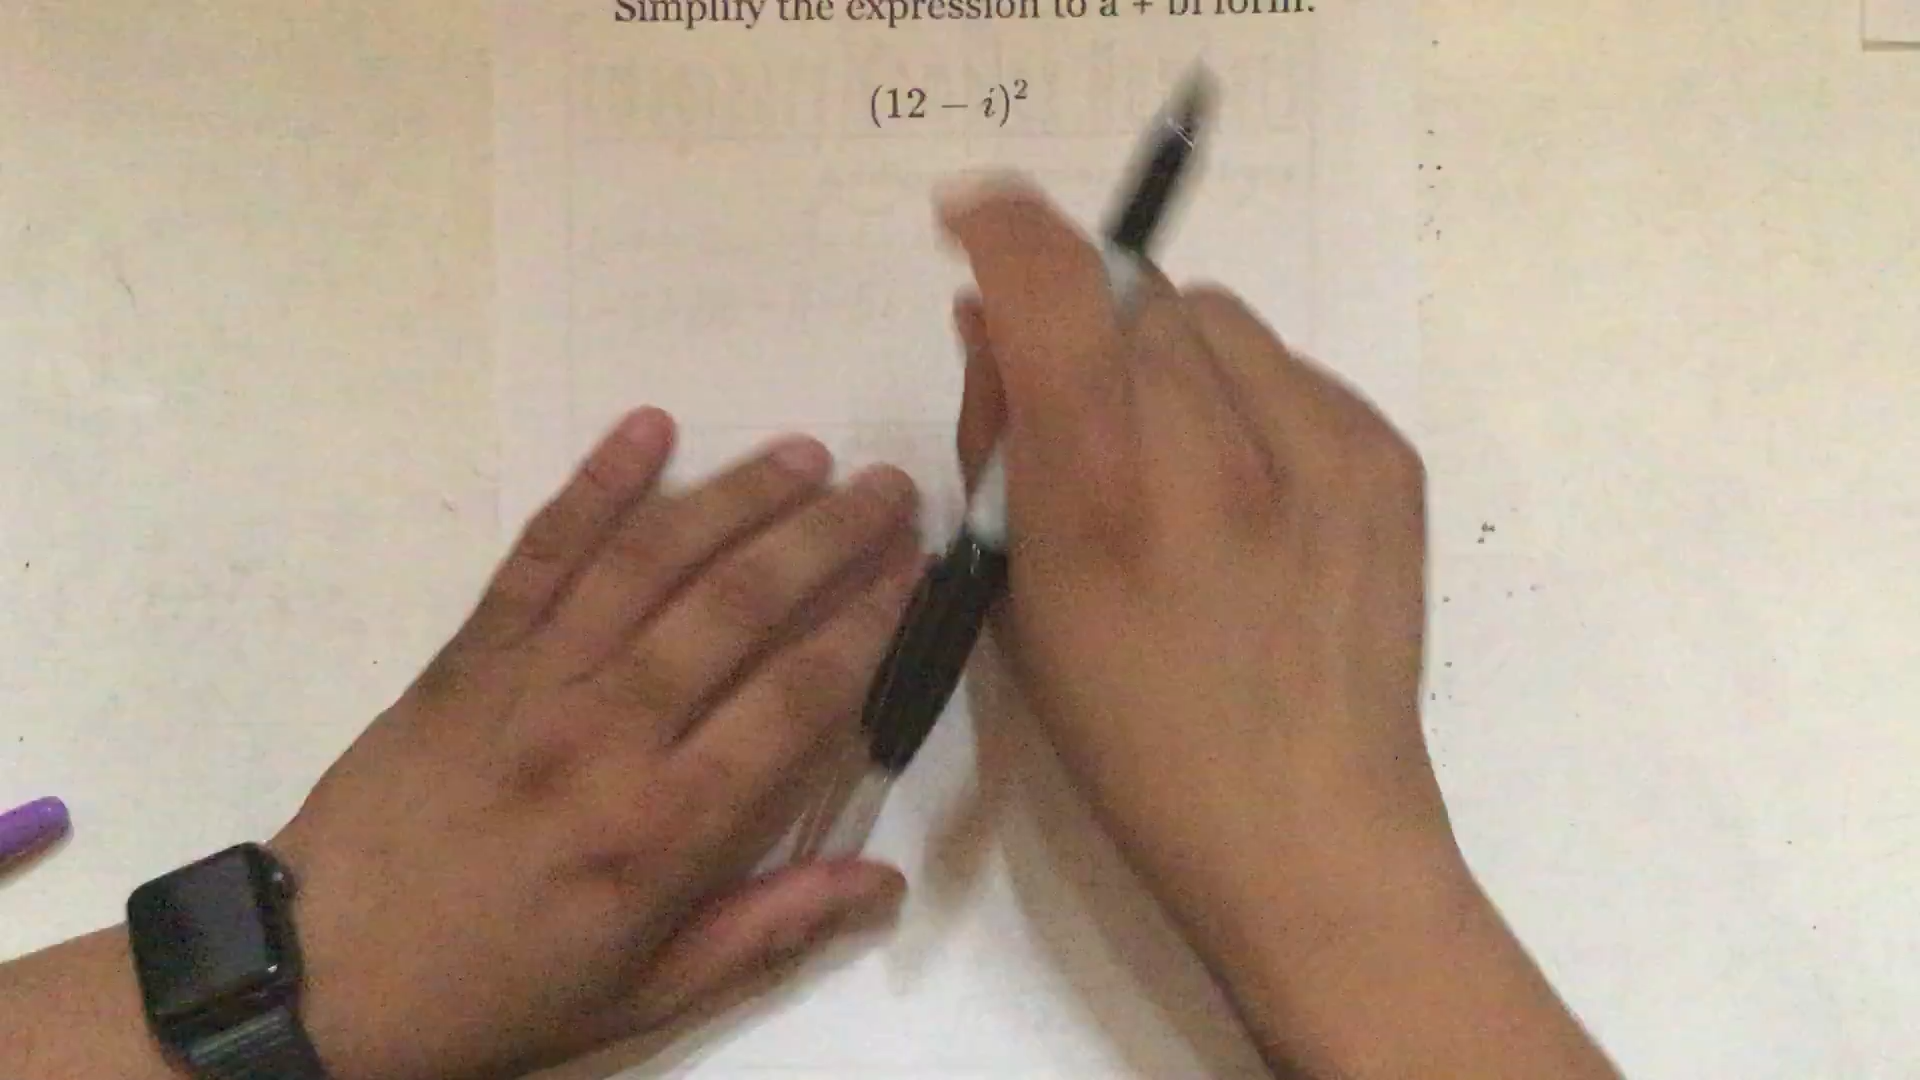 Simplify the expression to a + bi form:
(12 − i)²